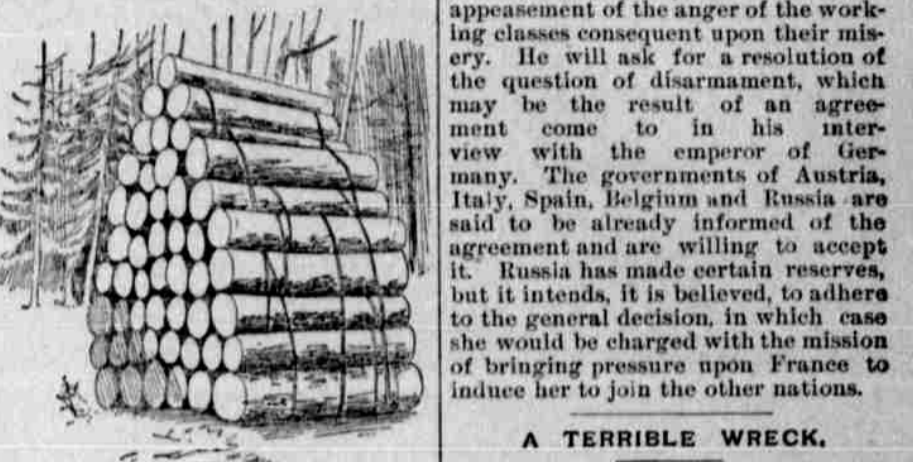 appeasement of the anger of the work-
ing classes consequent upon their mis-
ery. He will ask for a resolution of
the question of disarmament, which
may be the result of an agree-
ment come to in his inter-
view with the emperor of Ger-
many. The governments of Austria,
Italy, Spain, Belgium and Russia are
said to be already informed of the
agreement and are willing to accept
it. Russia has made certain reserves,
but it intends, it is believed, to adhere
to the general decision, in which case
she would be charged with the mission
of bringing pressure upon France to
induce her to join the other nations.
A TERRIBLE WRECK.